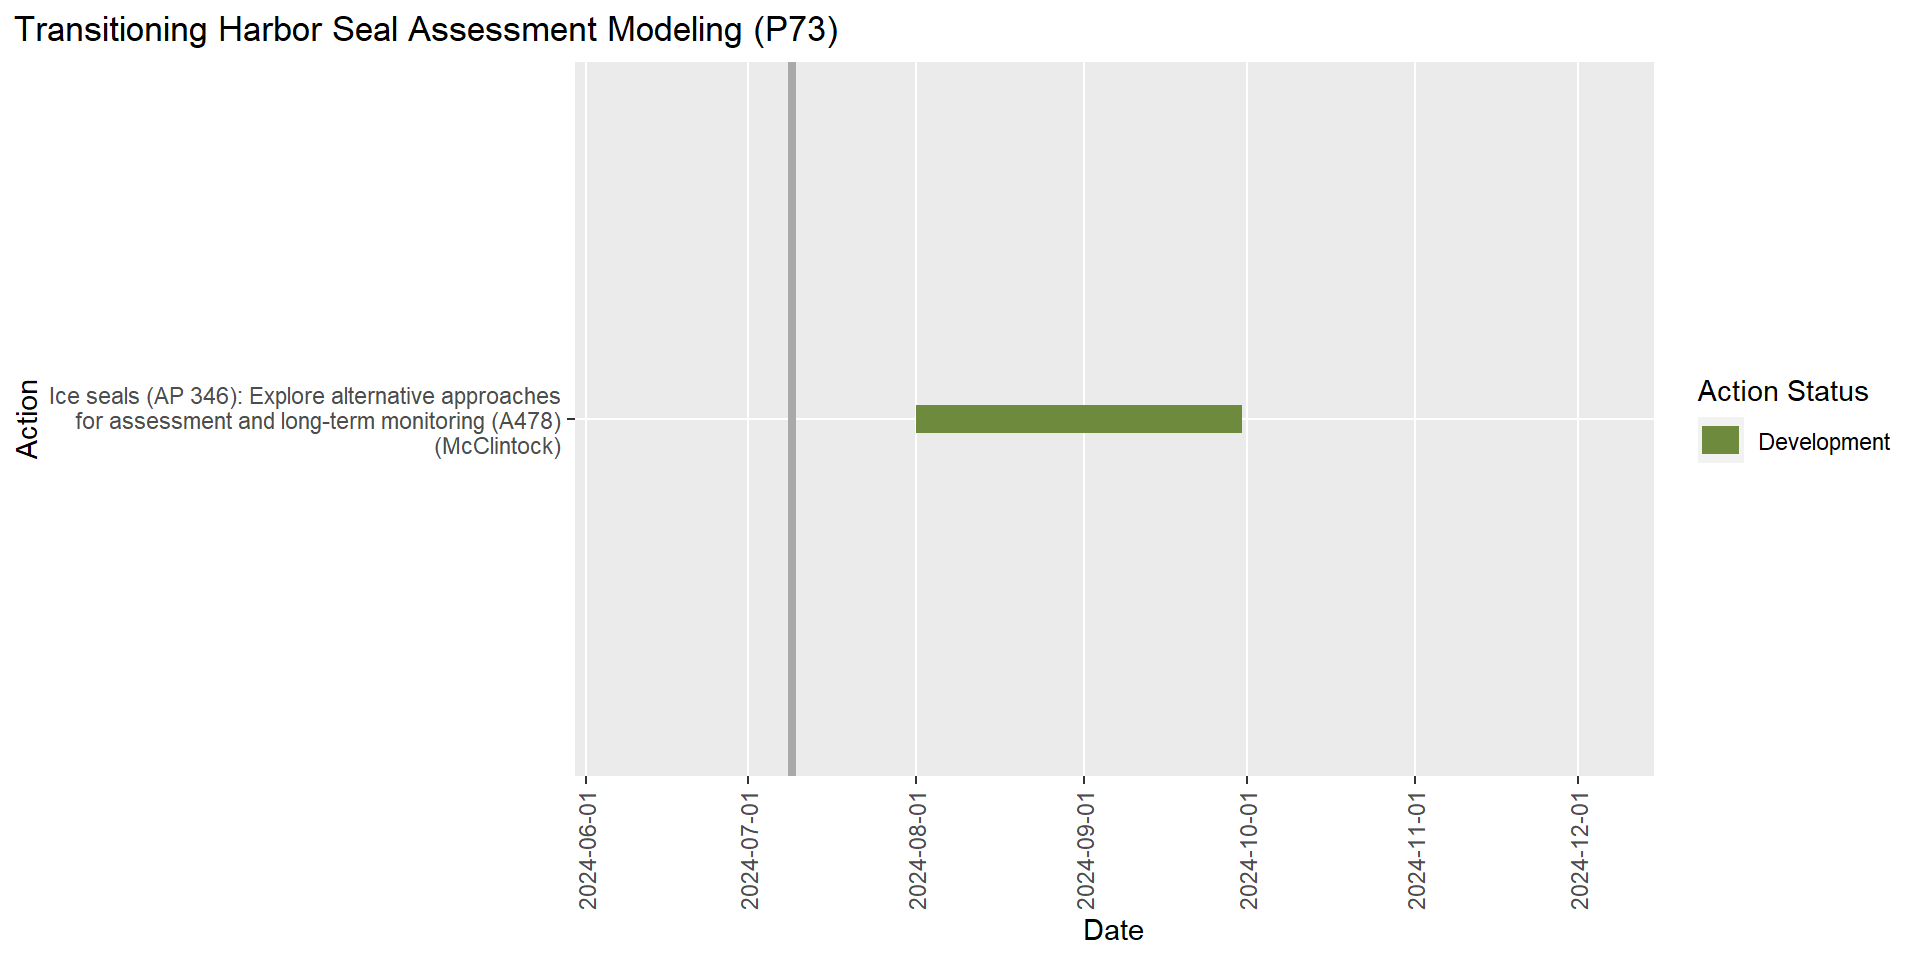 Transitioning Harbor Seal Assessment Modeling (P73)
Action
Ice seals (AP 346): Explore alternative approaches
for assessment and long-term monitoring (A478)
(McClintock)
Action Status
Development
2024-06-01
2024-07-01
2024-08-01
2024-09-01
2024-10-01
2024-11-01
2024-12-01
Date